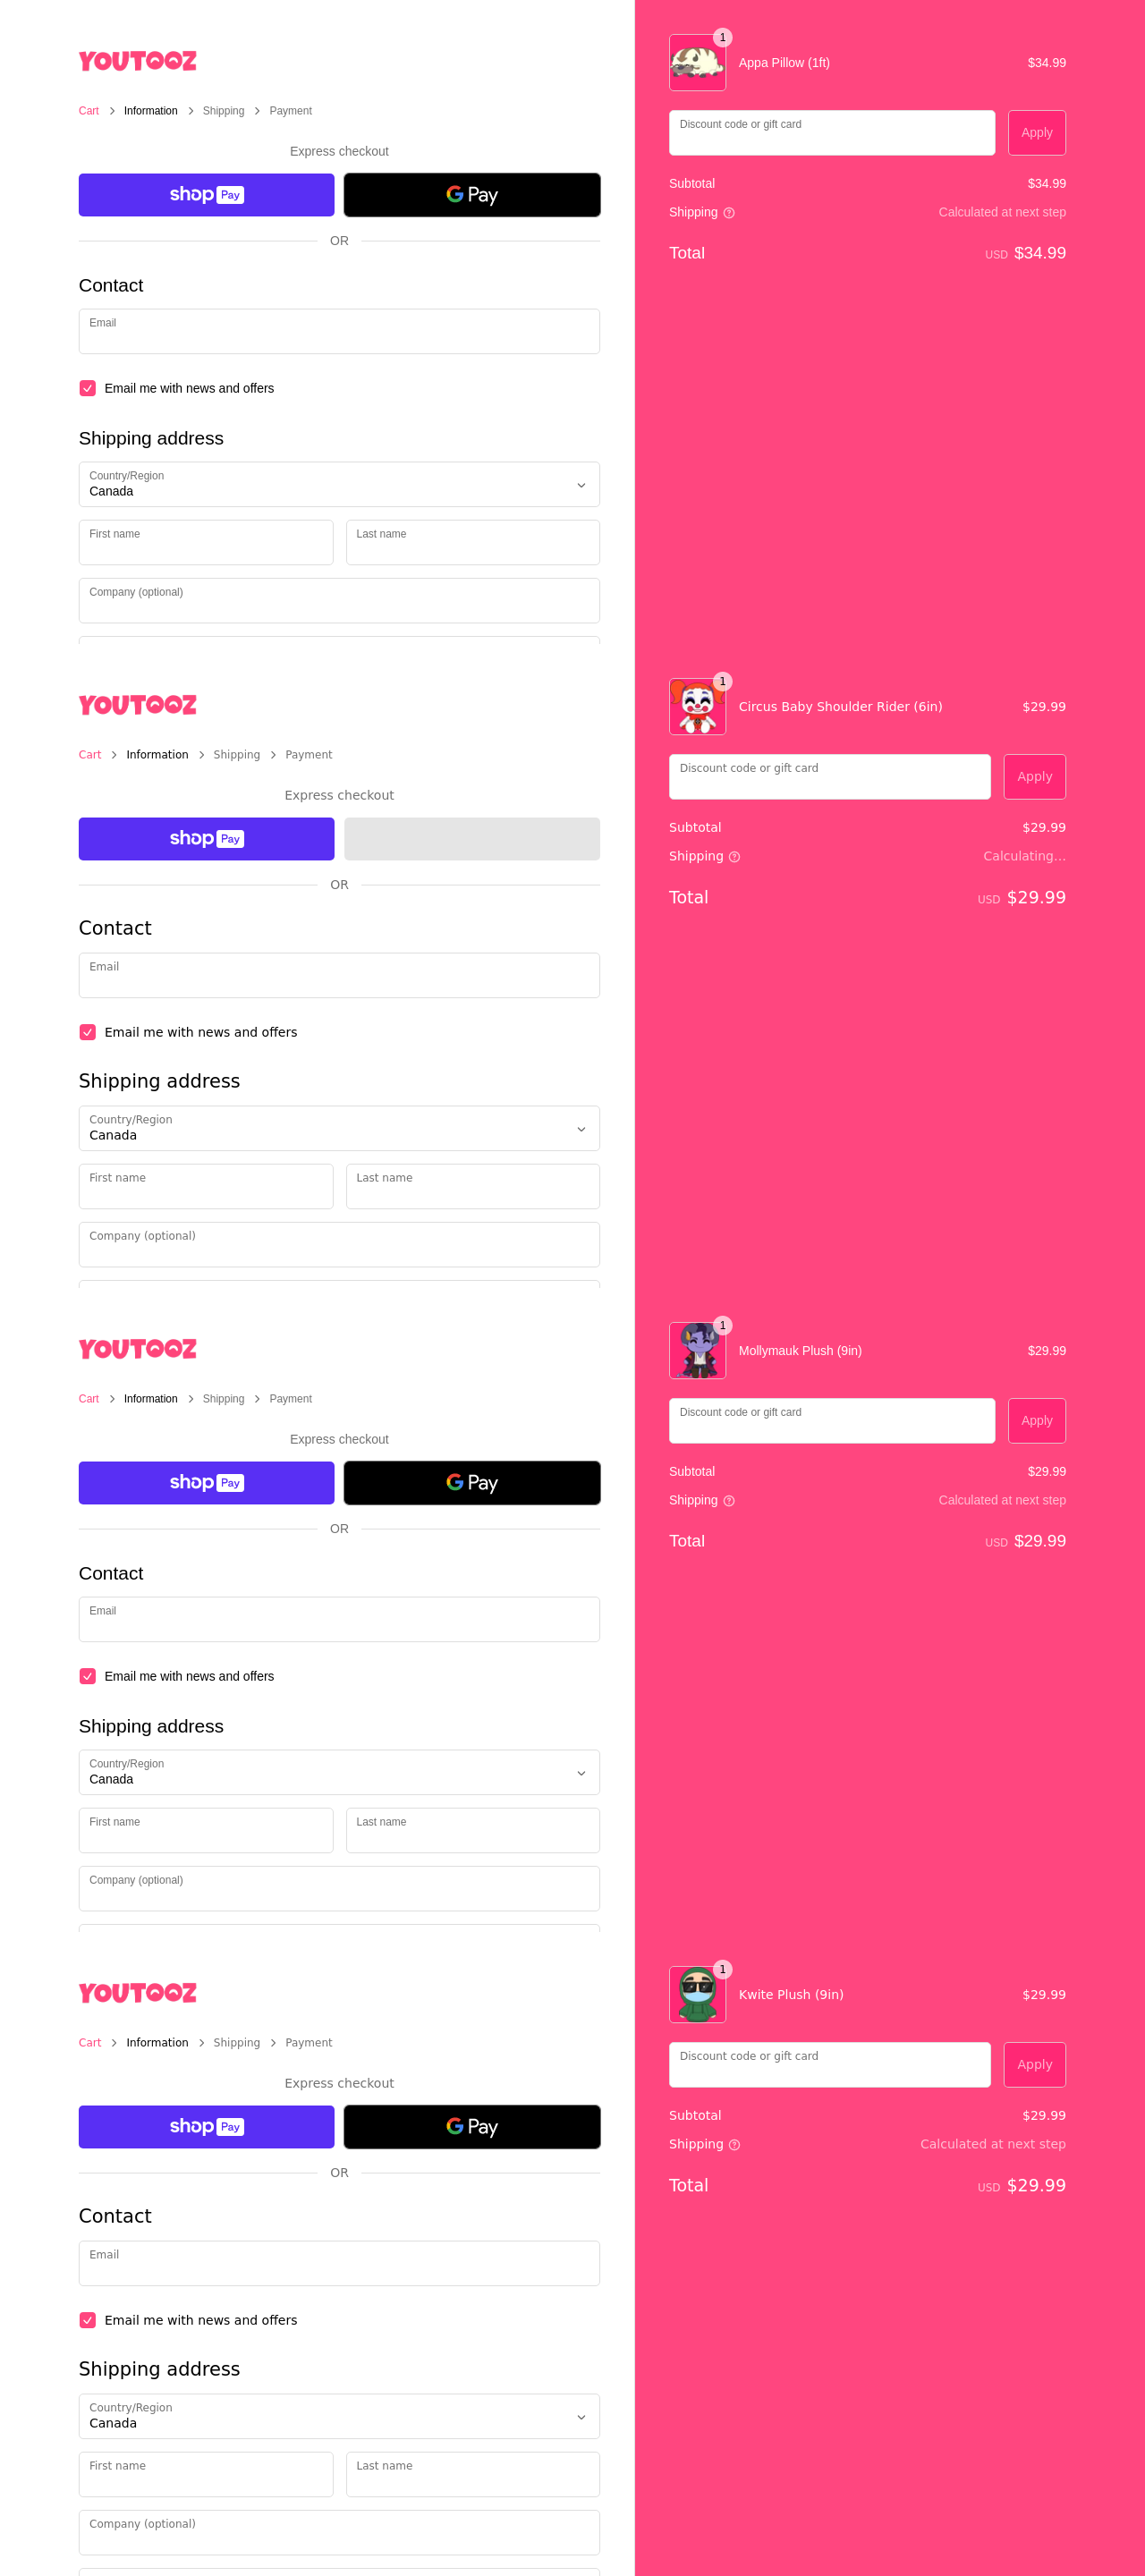 YOUTOOZ
Cart > Information > Shipping > Payment
Express checkout
shop Pay
G Pay
OR
Contact
Email
Email me with news and offers
Shipping address
Country/Region
Canada
First name
Last name
Company (optional)
1
Appa Pillow (1ft)
$34.99
Discount code or gift card
Apply
Subtotal
$34.99
Shipping
Calculated at next step
Total
USD $34.99
YOUTOOZ
Cart > Information > Shipping > Payment
Express checkout
shop Pay
OR
Contact
Email
Email me with news and offers
Shipping address
Country/Region
Canada
First name
Last name
Company (optional)
1
Circus Baby Shoulder Rider (6in)
$29.99
Discount code or gift card
Apply
Subtotal
$29.99
Shipping
Calculating...
Total
USD $29.99
YOUTOOZ
Cart > Information > Shipping > Payment
Express checkout
shop Pay
G Pay
OR
Contact
Email
Email me with news and offers
Shipping address
Country/Region
Canada
First name
Last name
Company (optional)
1
Mollymauk Plush (9in)
$29.99
Discount code or gift card
Apply
Subtotal
$29.99
Shipping
Calculated at next step
Total
USD $29.99
YOUTOOZ
Cart > Information > Shipping > Payment
Express checkout
shop Pay
G Pay
OR
Contact
Email
Email me with news and offers
Shipping address
Country/Region
Canada
First name
Last name
Company (optional)
1
Kwite Plush (9in)
$29.99
Discount code or gift card
Apply
Subtotal
$29.99
Shipping
Calculated at next step
Total
USD $29.99